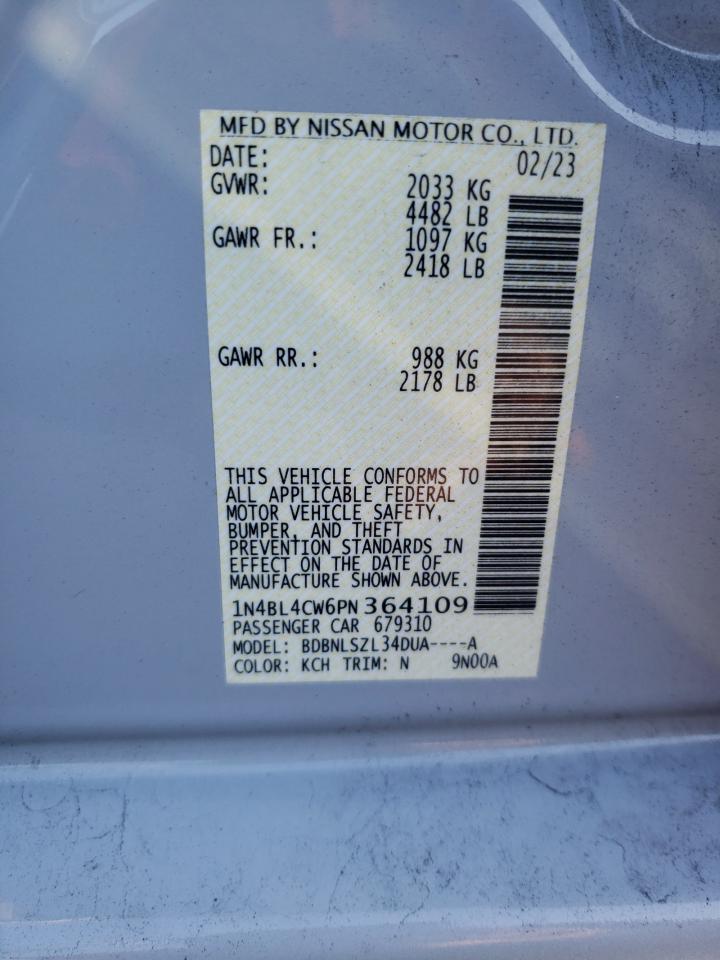 MFD BY NISSAN MOTOR CO., LTD.
DATE: 02/23
GVWR: 2033 KG
4482 LB
GAWR FR.: 1097 KG
2418 LB
GAWR RR.: 988 KG
2178 LB
THIS VEHICLE CONFORMS TO
ALL APPLICABLE FEDERAL
MOTOR VEHICLE SAFETY,
BUMPER, AND THEFT
PREVENTION STANDARDS IN
EFFECT ON THE DATE OF
MANUFACTURE SHOWN ABOVE.
1N4BL4CW6PN364109
PASSENGER CAR 679310
MODEL: BDBNLSZL34DUA----A
COLOR: KCH TRIM: N 9N00A